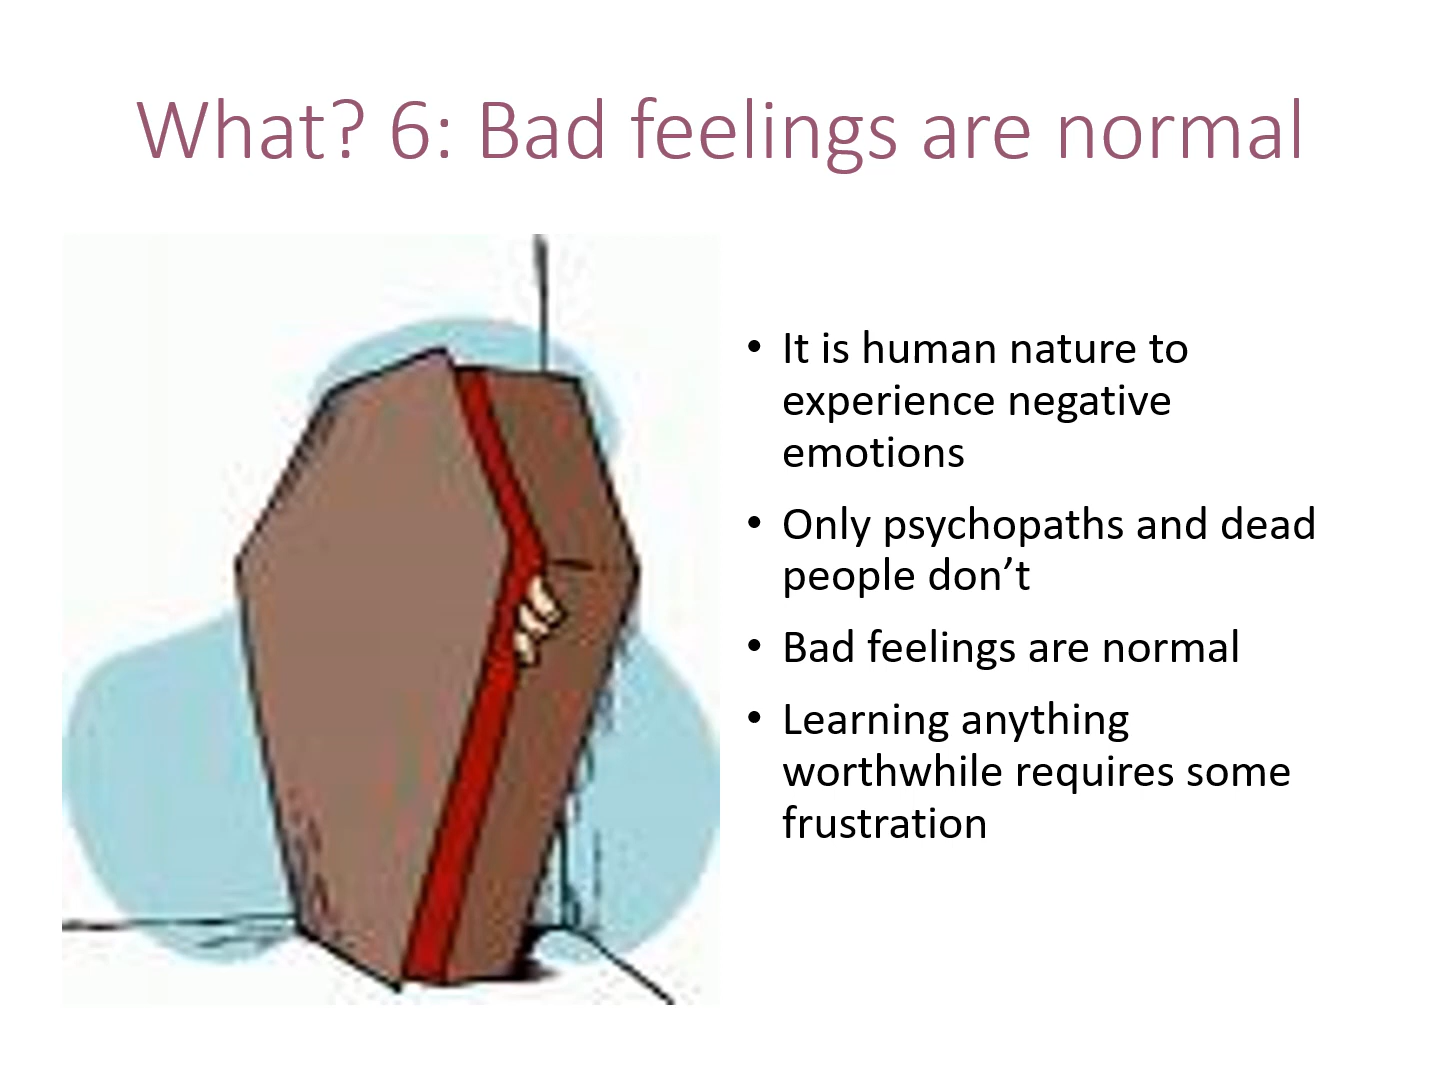 What? 6: Bad feelings are normal
• It is human nature to
experience negative
emotions
• Only psychopaths and dead
people don’t
• Bad feelings are normal
• Learning anything
worthwhile requires some
frustration